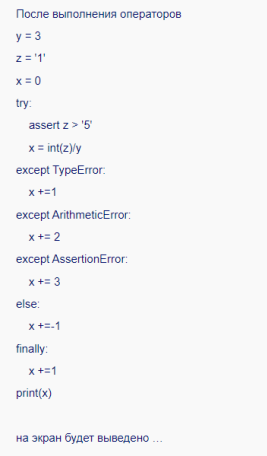 После выполнения операторов
y = 3
z = '1'
x = 0
try:
assert z > '5'
x = int(z)/y
except TypeError:
x +=1
except ArithmeticError:
x += 2
except AssertionError:
x += 3
else:
x +=-1
finally:
x +=1
print(x)
на экран будет выведено ...